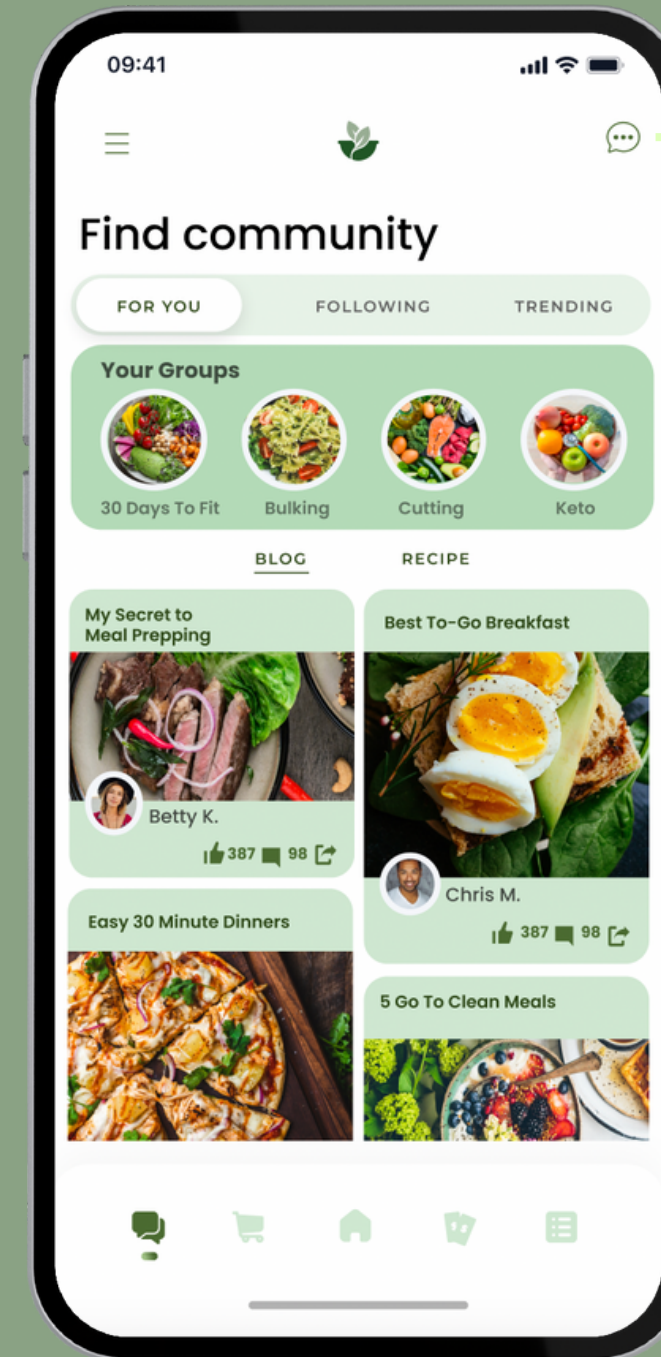 09:41
Find community
FOR YOU
FOLLOWING
TRENDING
Your Groups
30 Days To Fit
Bulking
Cutting
Keto
BLOG
RECIPE
My Secret to
Meal Prepping
Betty K.
387
98
Best To-Go Breakfast
Chris M.
387
98
Easy 30 Minute Dinners
5 Go To Clean Meals